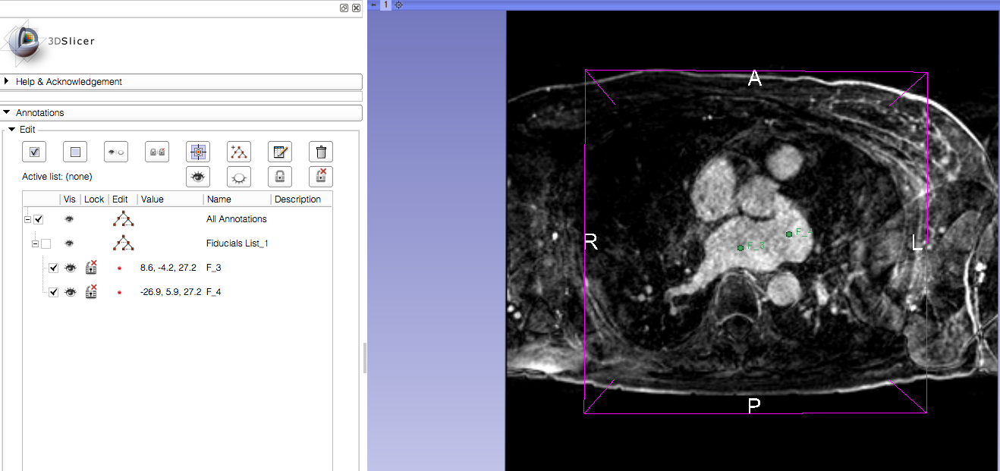 1
3DSlicer
Help & Acknowledgement
Annotations
Edit
Active list: (none)
Vis Lock Edit Value Name Description
All Annotations
Fiducials List_1
8.6, -4.2, 27.2 F_3
-26.9, 5.9, 27.2 F_4
A
R
L
P
F_3
F_4